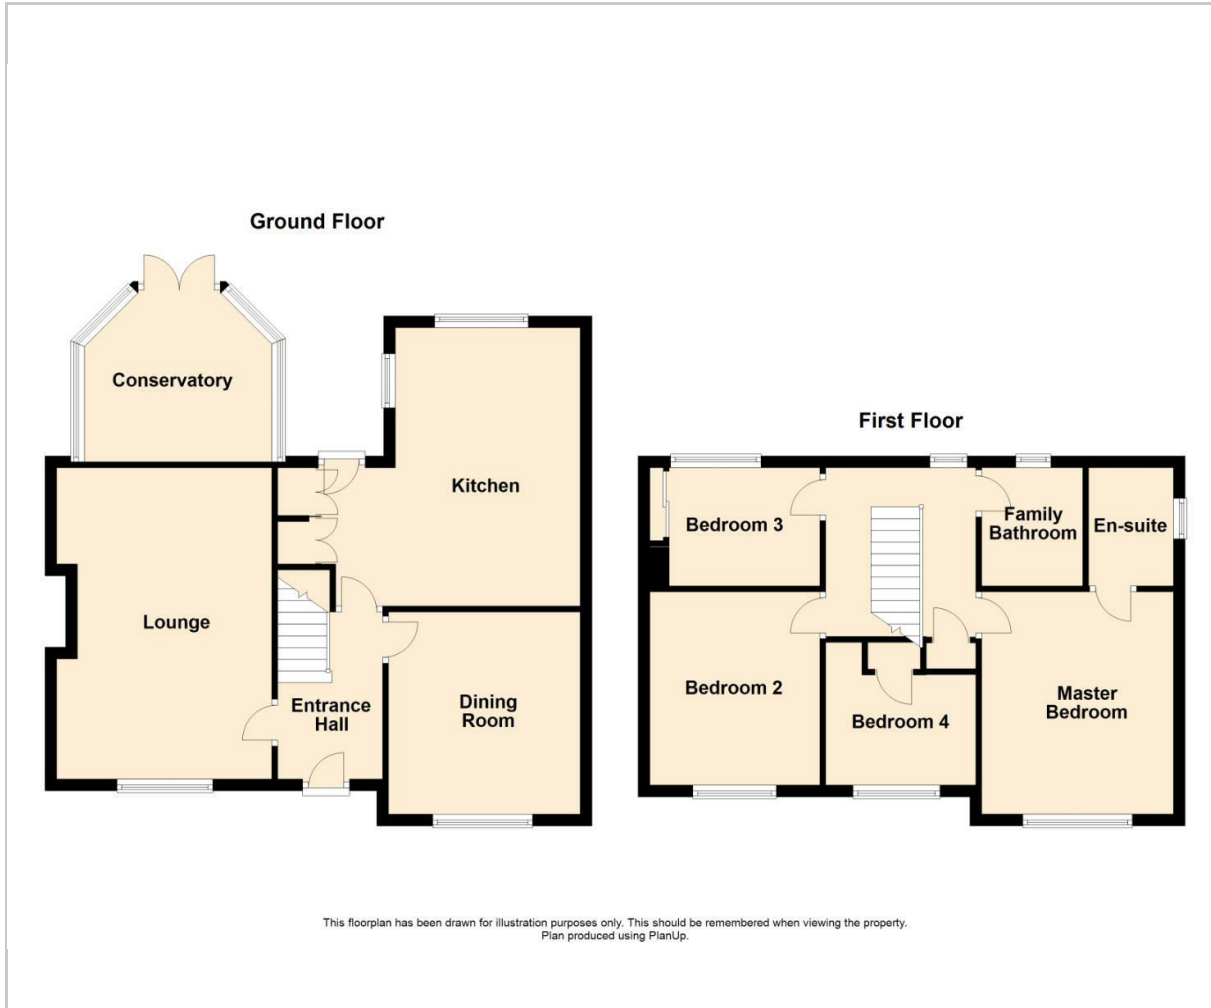 Ground Floor
Conservatory
Kitchen
Lounge
Entrance
Hall
Dining
Room
First Floor
Bedroom 3
Family
Bathroom
En-suite
Bedroom 2
Bedroom 4
Master
Bedroom
This floorplan has been drawn for illustration purposes only. This should be remembered when viewing the property.
Plan produced using PlanUp.